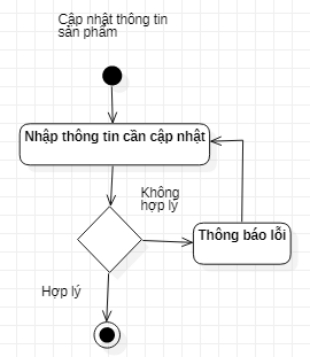 Cập nhật thông tin
sản phẩm
Nhập thông tin cần cập nhật
Không
hợp lý
Thông báo lỗi
Hợp lý